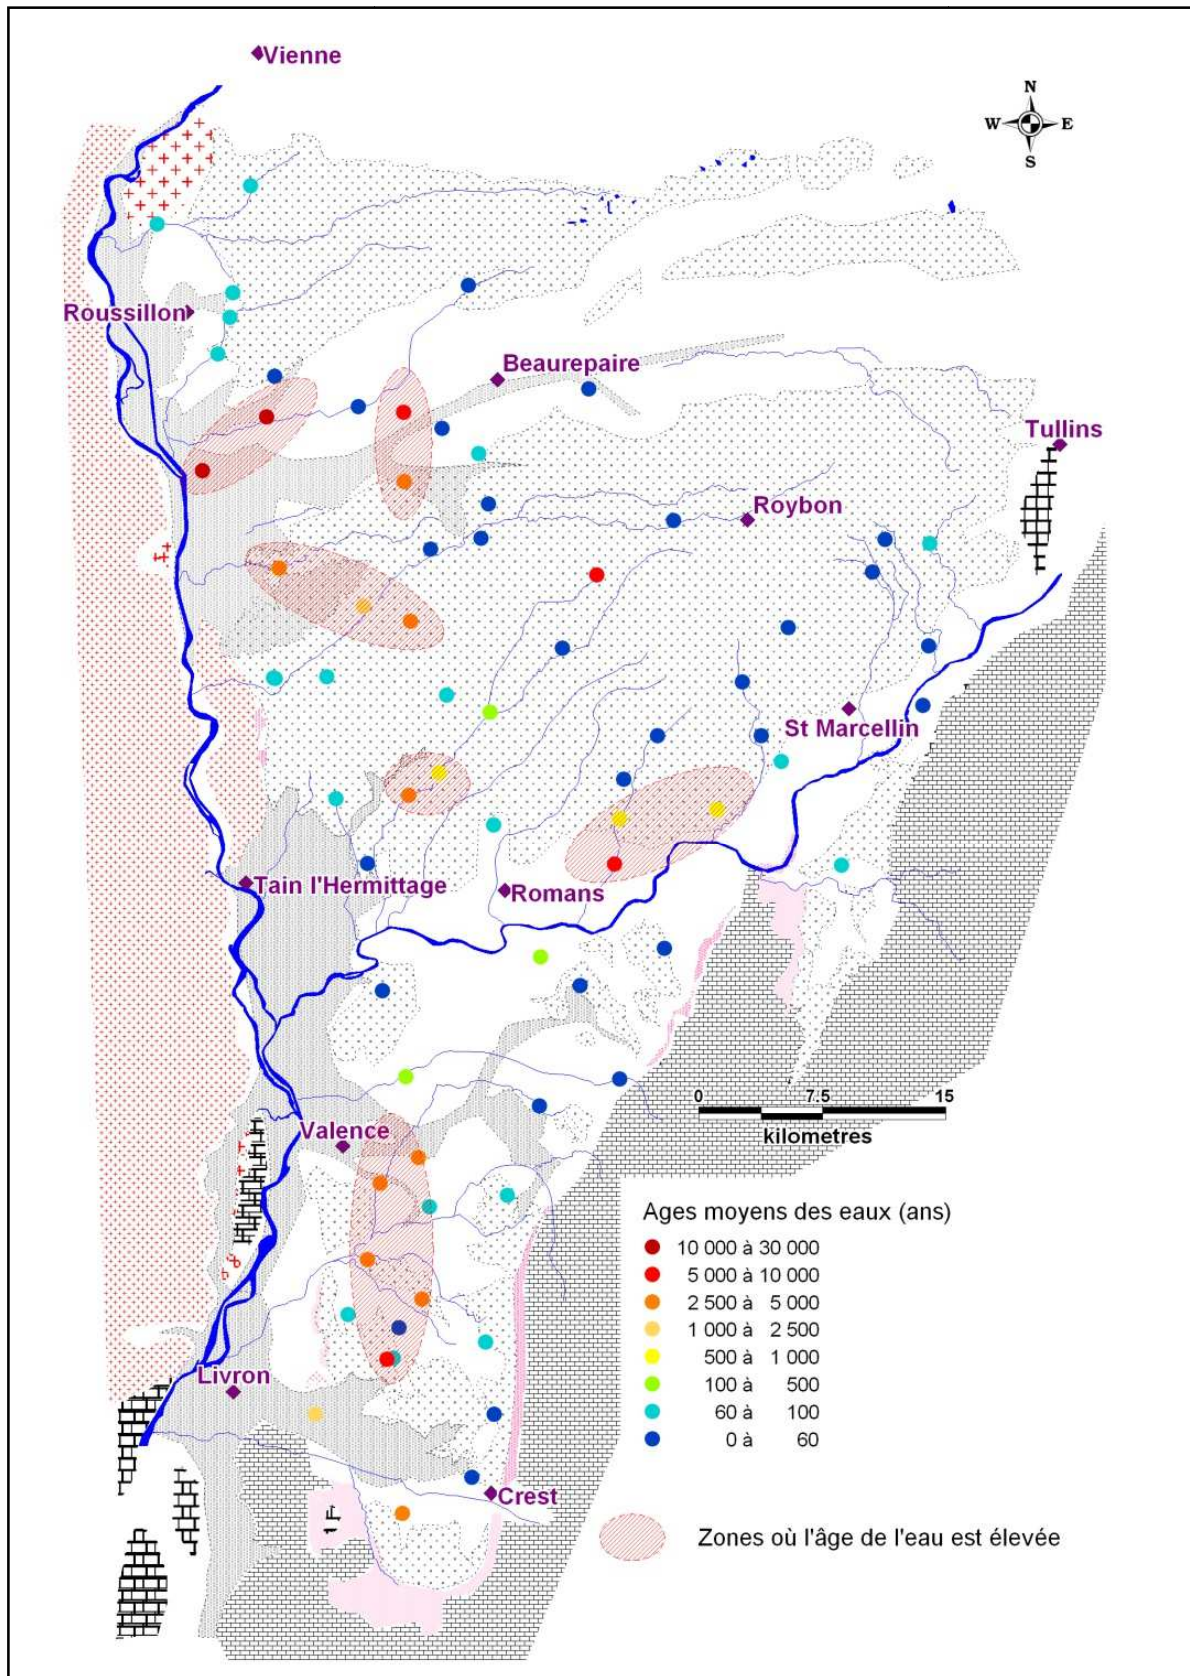 Vienne
N
W E
S
Roussillon
Beaurepaire
Tullins
Roybon
St Marcellin
Tain l'Hermittage
Romans
0 7.5 15
kilometres
Valence
Ages moyens des eaux (ans)
10 000 à 30 000
5 000 à 10 000
2 500 à 5 000
1 000 à 2 500
500 à 1 000
100 à 500
60 à 100
0 à 60
Livron
Crest
Zones où l'âge de l'eau est élevée